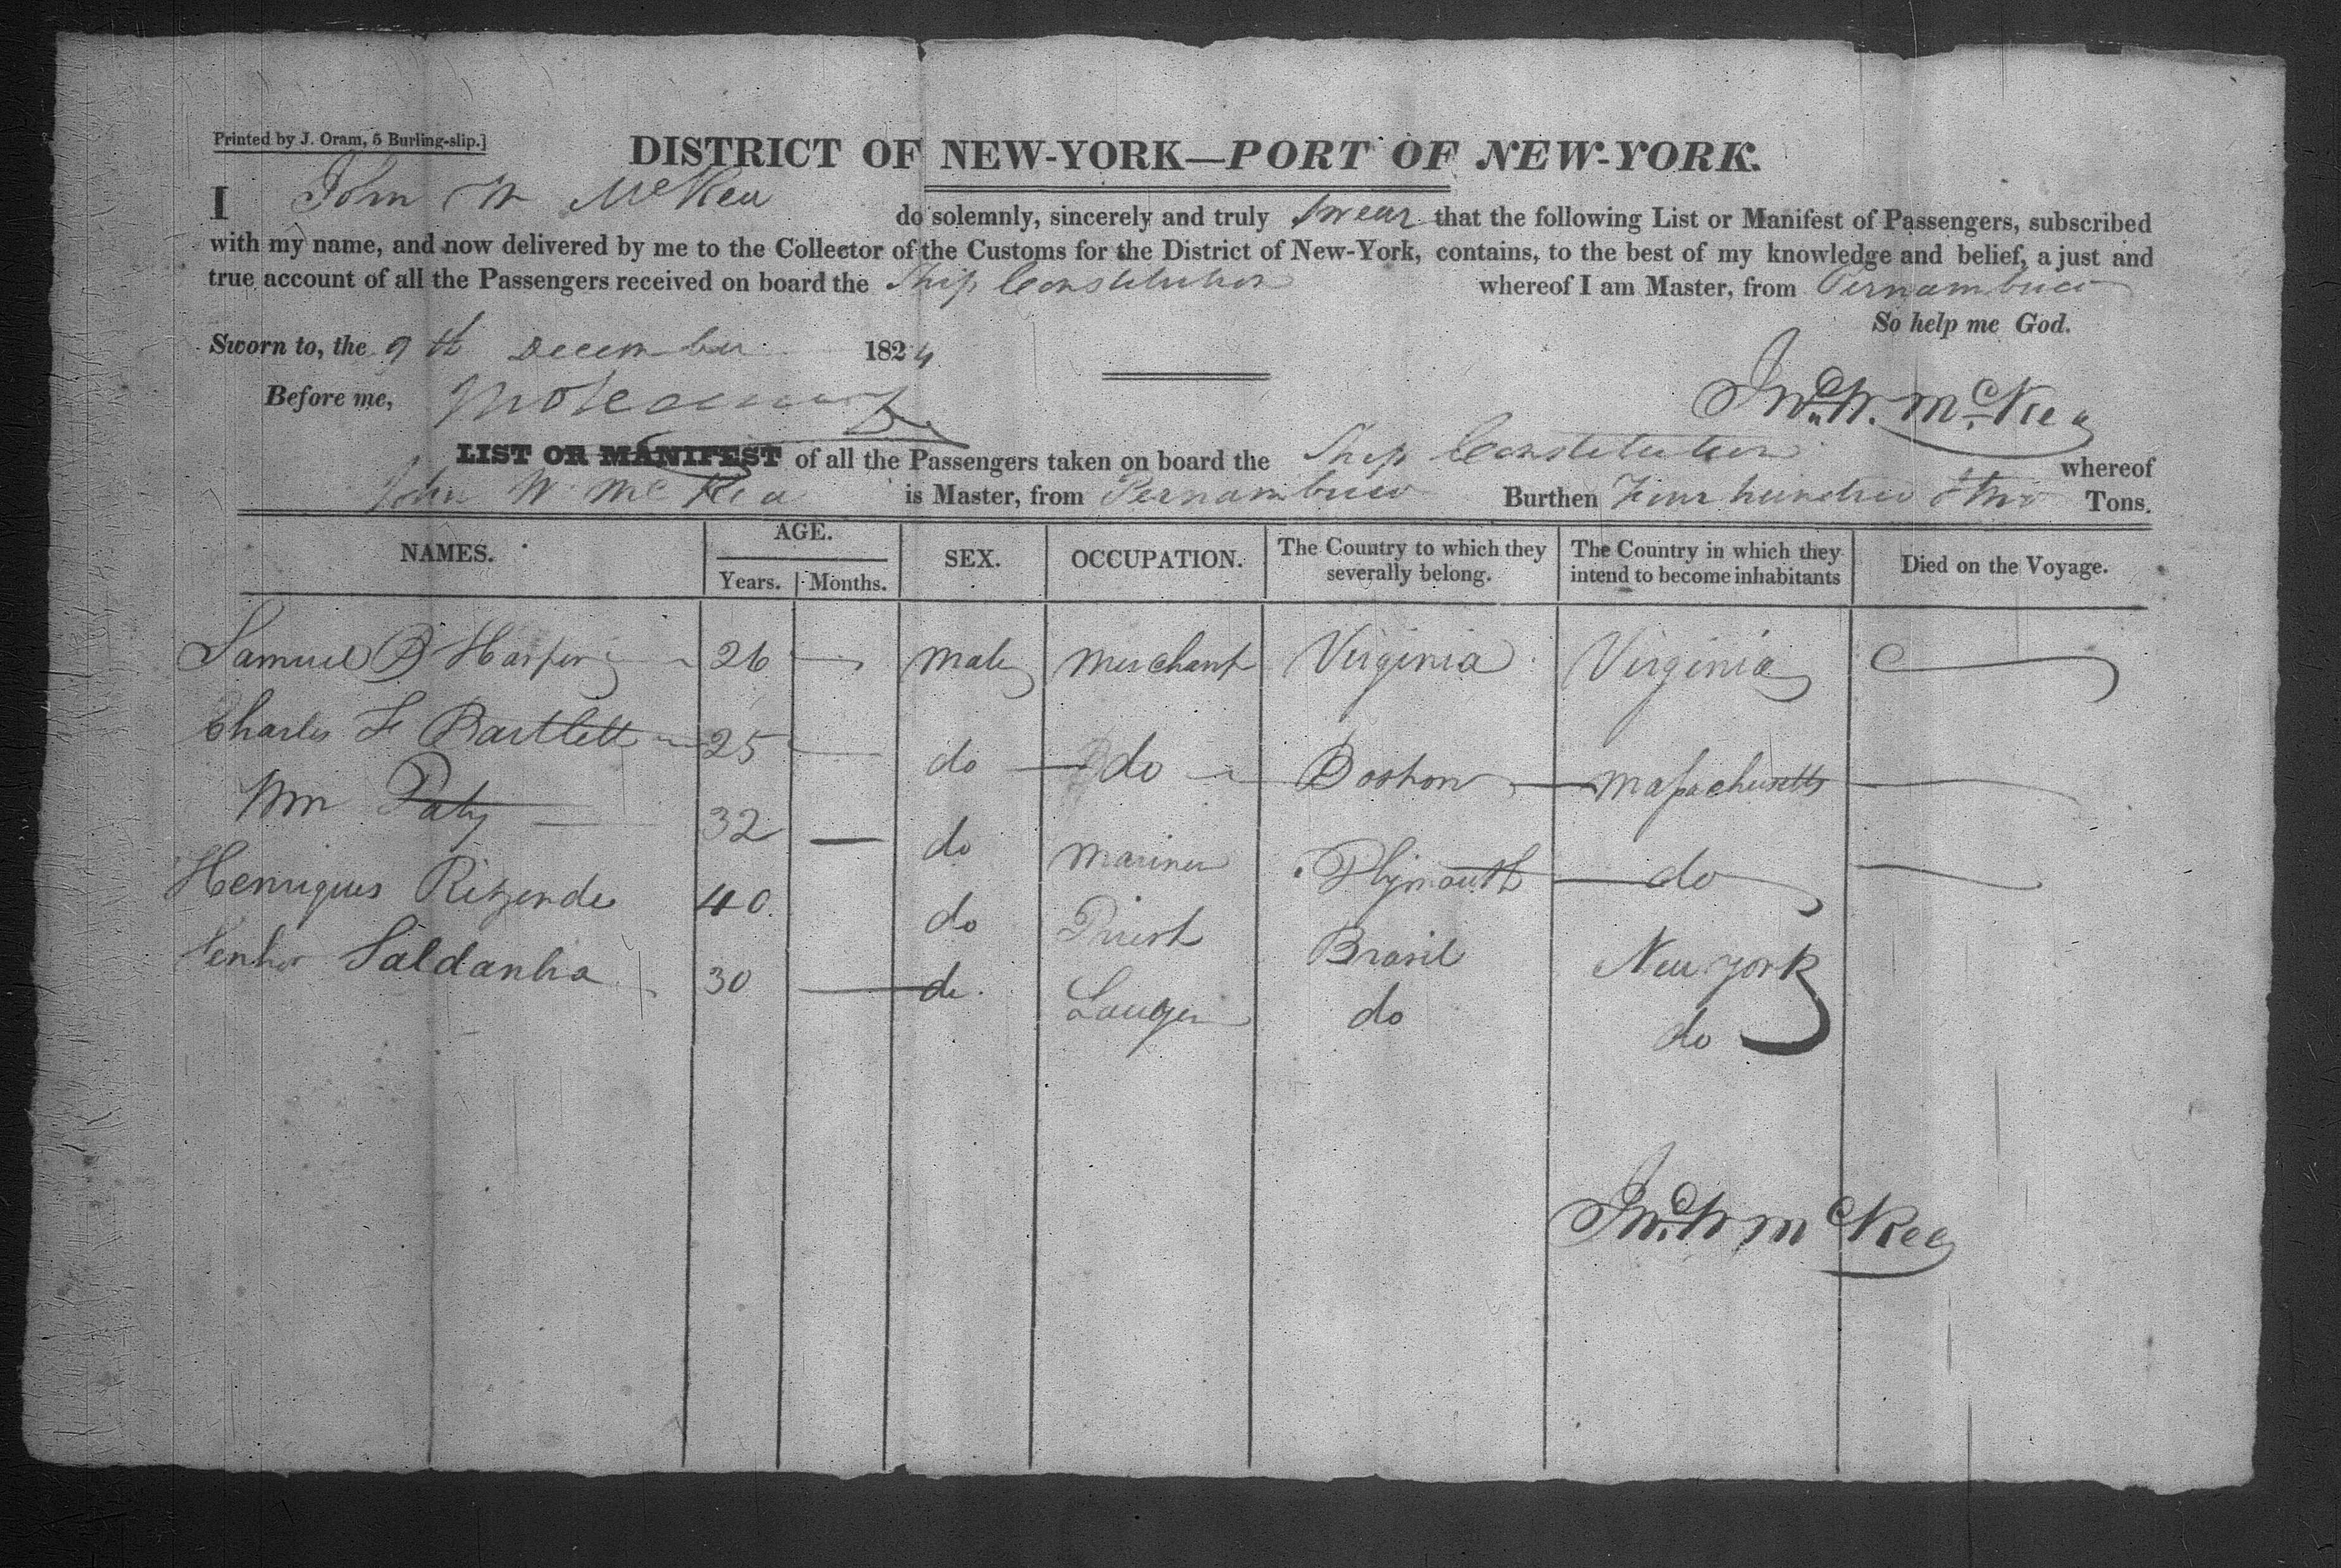 Printed by J. Oram, 5 Burling-slip.]
DISTRICT OF NEW-YORK—PORT OF NEW-YORK.
I John W McKea do solemnly, sincerely and truly swear that the following List or Manifest of Passengers, subscribed
with my name, and now delivered by me to the Collector of the Customs for the District of New-York, contains, to the best of my knowledge and belief, a just and
true account of all the Passengers received on board the Ship Constitution whereof I am Master, from Pernambuco
So help me God.
Sworn to, the 9th December 1824
Before me,
Jno. W. McKee
LIST OR MANIFEST of all the Passengers taken on board the Ship Constitution whereof
John W McKea is Master, from Pernambuco Burthen Four hundred & two Tons.
NAMES. AGE. Years. Months. SEX. OCCUPATION. The Country to which they severally belong. The Country in which they intend to become inhabitants Died on the Voyage.
Samuel B Harper 26 — male merchant Virginia Virginia —
Charles F Bartlett 25 — do do Boston Massachusetts —
Wm Paty 32 — do mariner Plymouth do —
Henriques Rezende 40 do Priest Brasil New york
Senhor Saldanha 30 — do. do do
Jno. W McKee